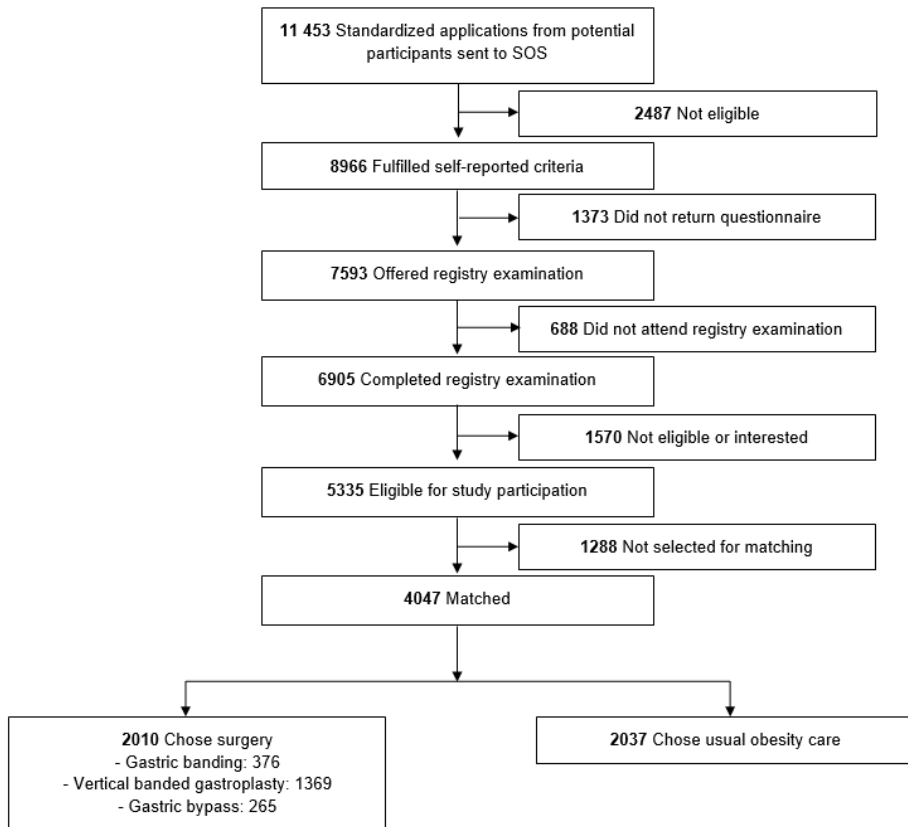 11 453 Standardized applications from potential
participants sent to SOS
2487 Not eligible
8966 Fulfilled self-reported criteria
1373 Did not return questionnaire
7593 Offered registry examination
688 Did not attend registry examination
6905 Completed registry examination
1570 Not eligible or interested
5335 Eligible for study participation
1288 Not selected for matching
4047 Matched
2010 Chose surgery
- Gastric banding: 376
- Vertical banded gastroplasty: 1369
- Gastric bypass: 265
2037 Chose usual obesity care